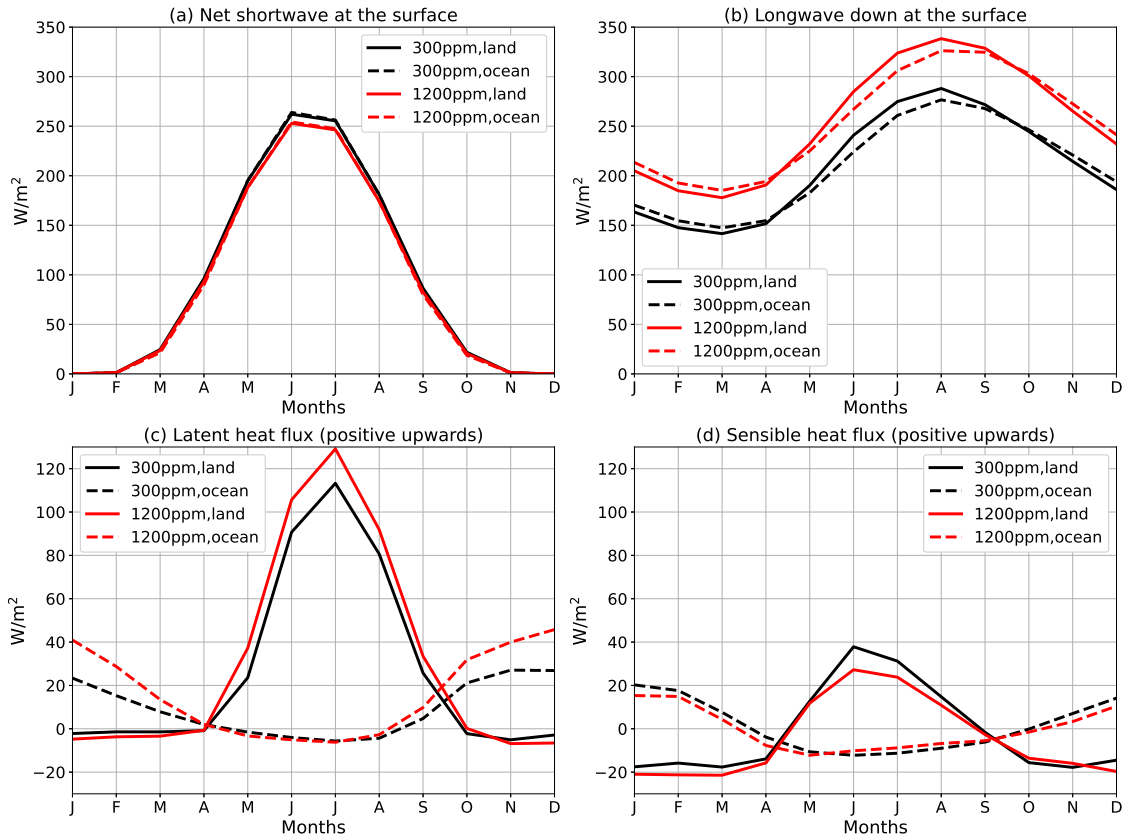 (a) Net shortwave at the surface
350
300
250
200
150
100
50
0
W/m²
J F M A M J J A S O N D
Months
300ppm,land
300ppm,ocean
1200ppm,land
1200ppm,ocean
(b) Longwave down at the surface
350
300
250
200
150
100
50
0
W/m²
J F M A M J J A S O N D
Months
300ppm,land
300ppm,ocean
1200ppm,land
1200ppm,ocean
(c) Latent heat flux (positive upwards)
120
100
80
60
40
20
0
−20
W/m²
J F M A M J J A S O N D
Months
300ppm,land
300ppm,ocean
1200ppm,land
1200ppm,ocean
(d) Sensible heat flux (positive upwards)
120
100
80
60
40
20
0
−20
W/m²
J F M A M J J A S O N D
Months
300ppm,land
300ppm,ocean
1200ppm,land
1200ppm,ocean